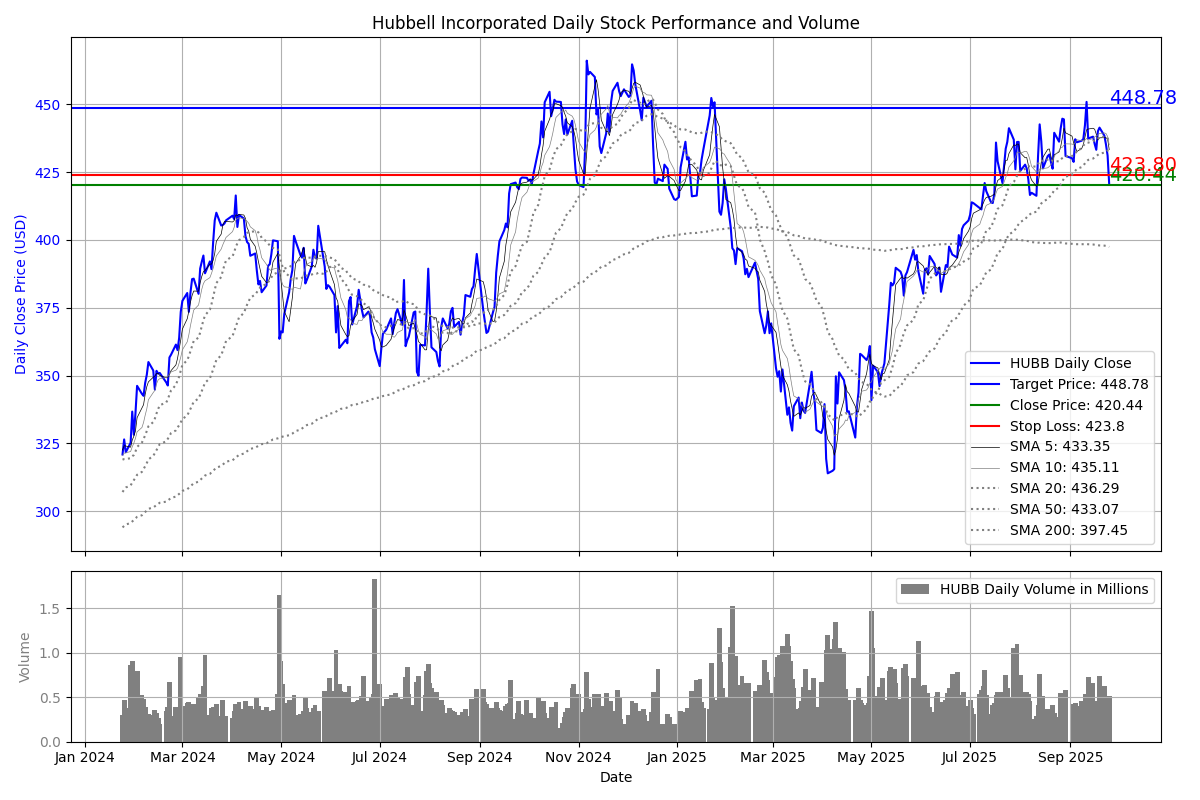 Hubbell Incorporated Daily Stock Performance and Volume
Daily Close Price (USD)
450
425
400
375
350
325
300
448.78
423.80
420.44
HUBB Daily Close
Target Price: 448.78
Close Price: 420.44
Stop Loss: 423.8
SMA 5: 433.35
SMA 10: 435.11
SMA 20: 436.29
SMA 50: 433.07
SMA 200: 397.45
Volume
1.5
1.0
0.5
0.0
HUBB Daily Volume in Millions
Jan 2024 Mar 2024 May 2024 Jul 2024 Sep 2024 Nov 2024 Jan 2025 Mar 2025 May 2025 Jul 2025 Sep 2025
Date